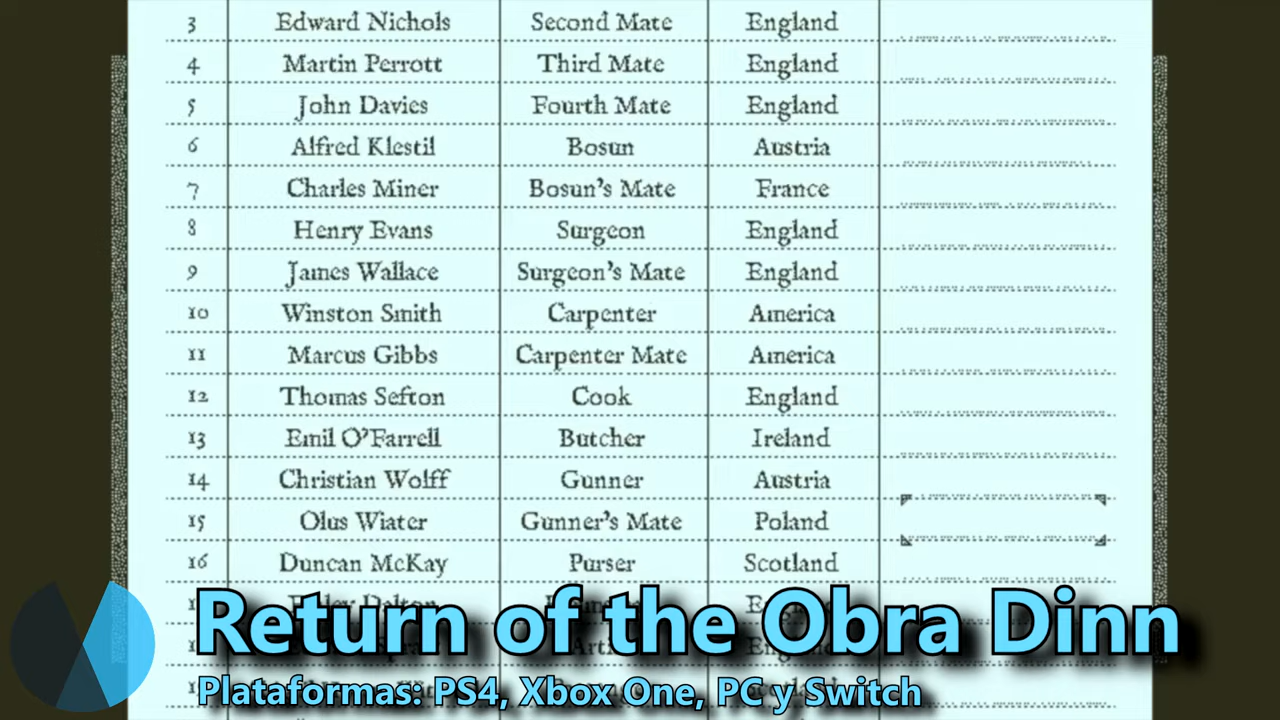 3 Edward Nichols Second Mate England
4 Martin Perrott Third Mate England
5 John Davies Fourth Mate England
6 Alfred Klestil Bosun Austria
7 Charles Miner Bosun's Mate France
8 Henry Evans Surgeon England
9 James Wallace Surgeon's Mate England
10 Winston Smith Carpenter America
11 Marcus Gibbs Carpenter Mate America
12 Thomas Sefton Cook England
13 Emil O'Farrell Butcher Ireland
14 Christian Wolff Gunner Austria
15 Olus Wiater Gunner's Mate Poland
16 Duncan McKay Purser Scotland
Return of the Obra Dinn
Plataformas: PS4, Xbox One, PC y Switch